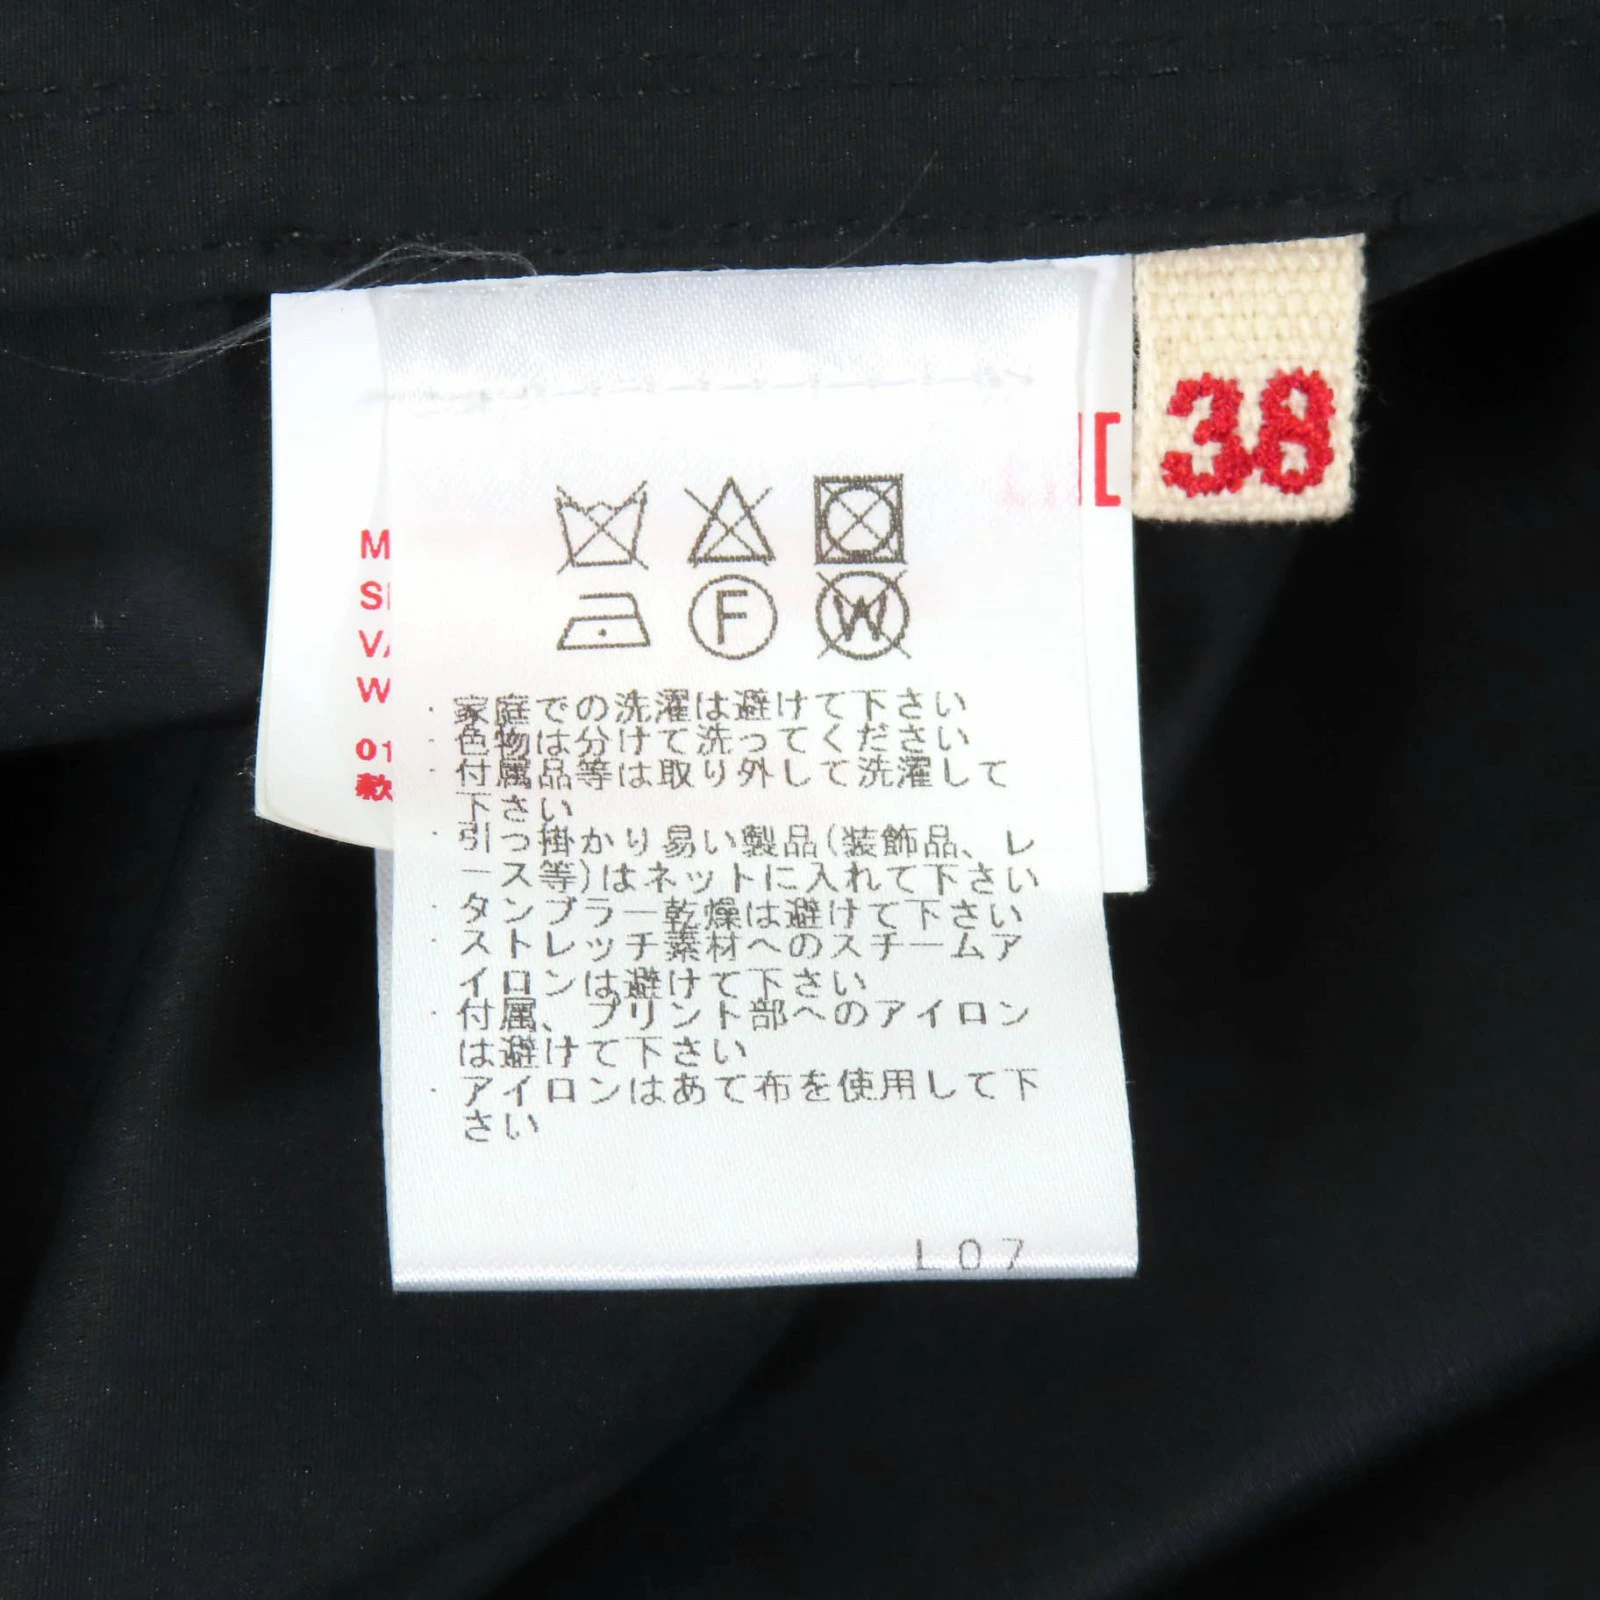 38
M
01
款
F
W
・家庭での洗濯は避けて下さい
・色物は分けて洗ってください
・付属品等は取り外して洗濯して
下さい
・引っ掛かり易い製品(装飾品、レ
ース等)はネットに入れて下さい
・タンブラー乾燥は避けて下さい
・ストレッチ素材へのスチームア
イロンは避けて下さい
・付属、プリント部へのアイロン
は避けて下さい
・アイロンはあて布を使用して下
さい
L07